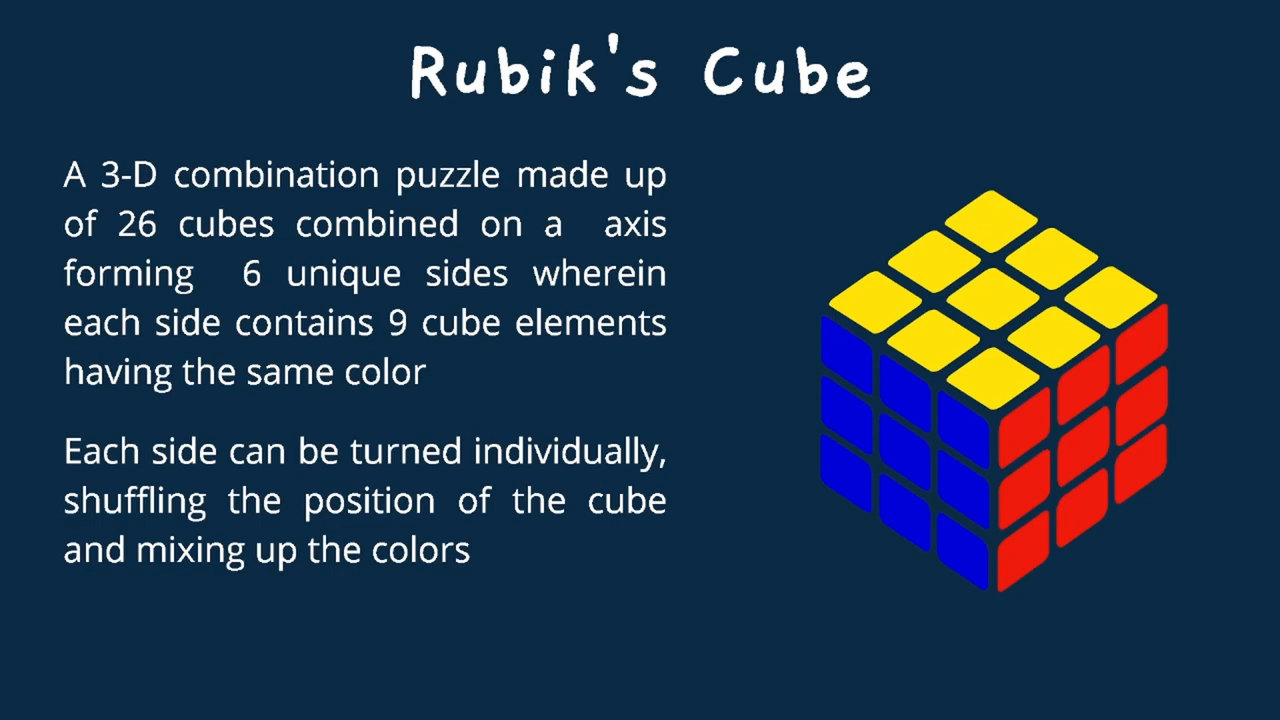 Rubik's Cube
A 3-D combination puzzle made up
of 26 cubes combined on a axis
forming 6 unique sides wherein
each side contains 9 cube elements
having the same color
Each side can be turned individually,
shuffling the position of the cube
and mixing up the colors